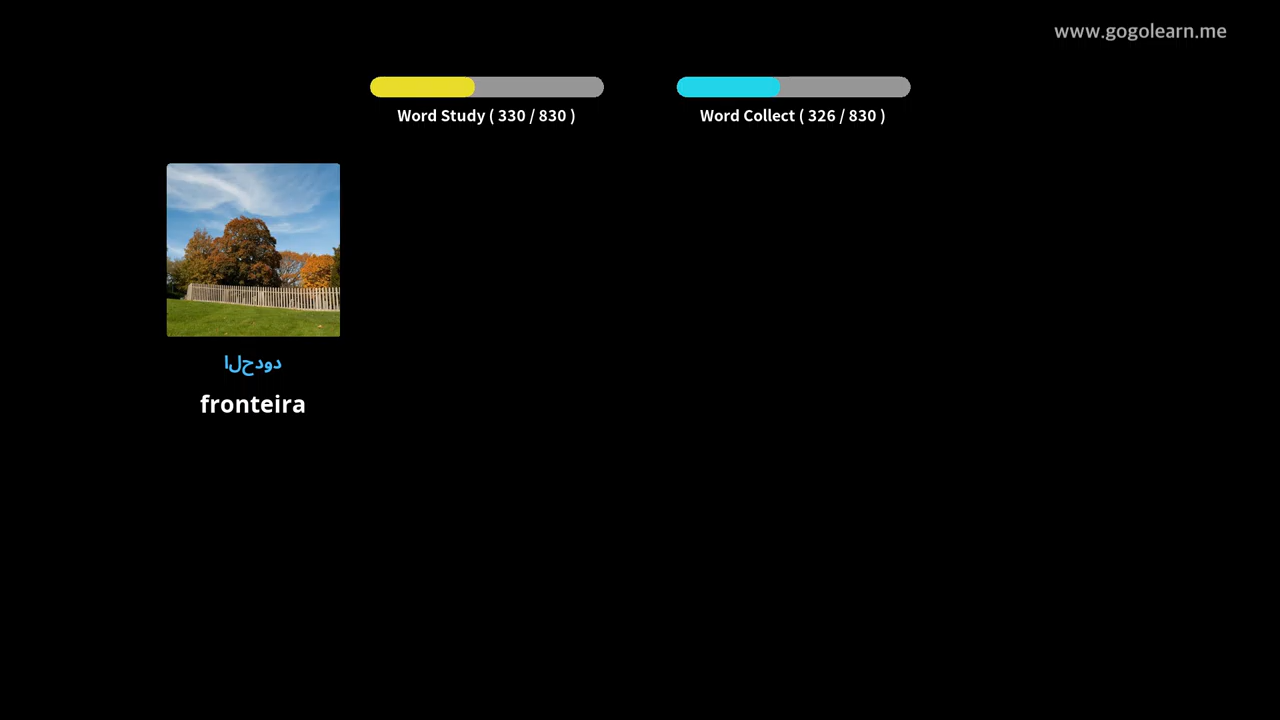 www.gogolearn.me
Word Study ( 330 / 830 )
Word Collect ( 326 / 830 )
الحدود
fronteira